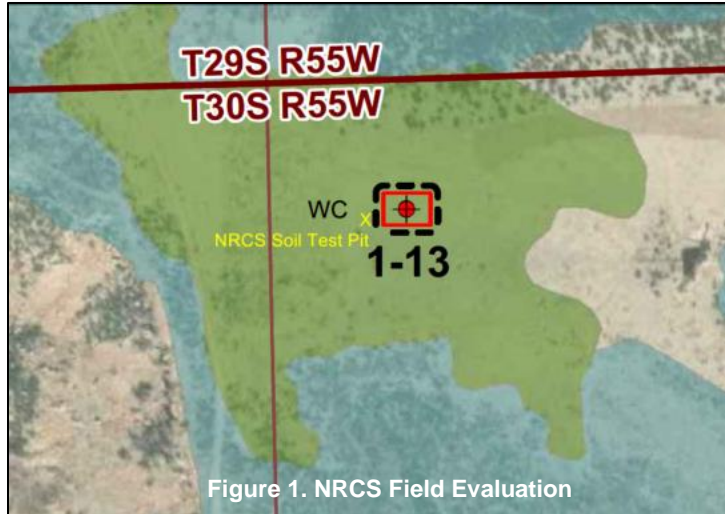 T29S R55W
T30S R55W
WC
X
NRCS Soil Test Pit
1-13
Figure 1. NRCS Field Evaluation